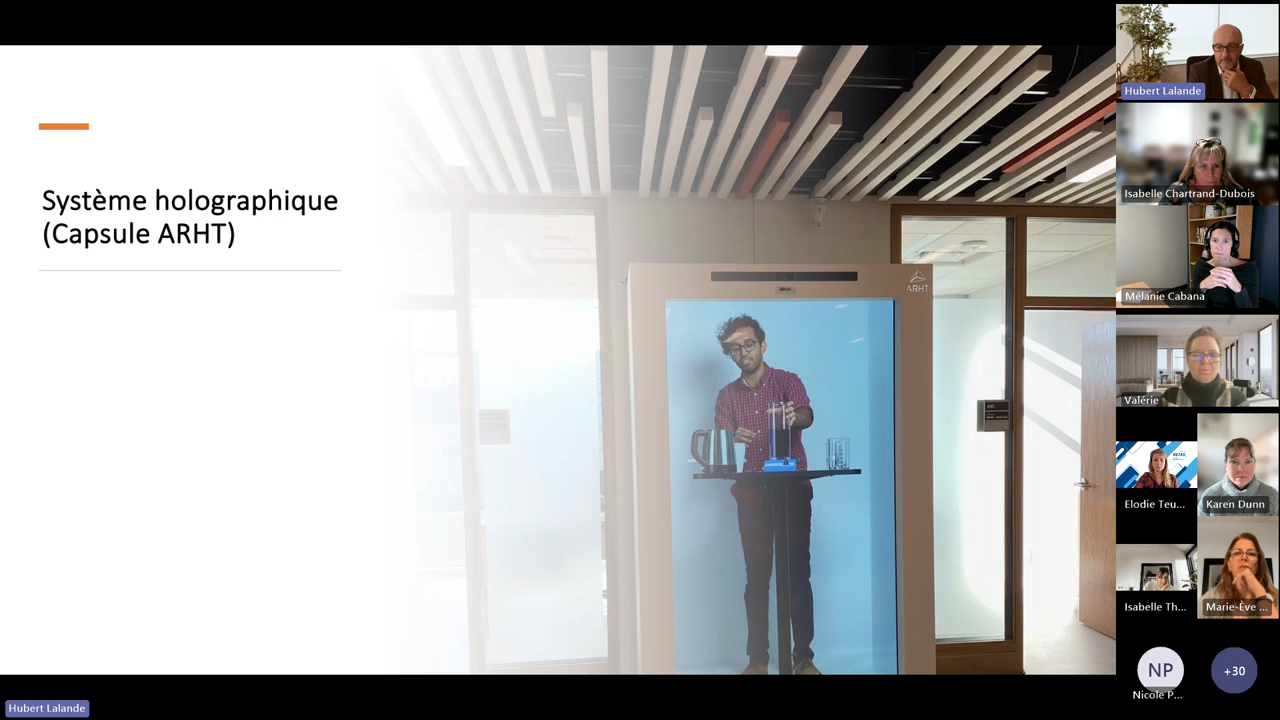 Système holographique
(Capsule ARHT)
ARHT
Hubert Lalande
Isabelle Chartrand-Dubois
Mélanie Cabana
Valérie
Elodie Teu...
Karen Dunn
Isabelle Th...
Marie-Ève ...
NP
Nicole P...
+30
Hubert Lalande